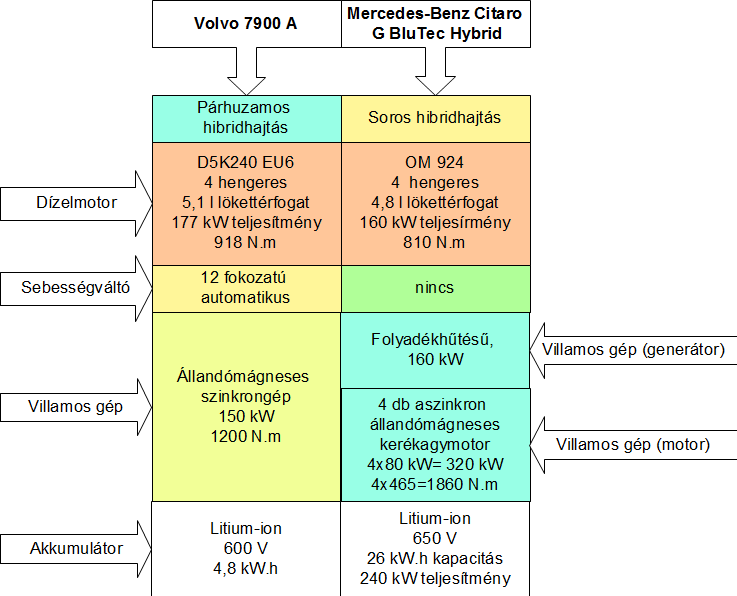 Volvo 7900 A
Mercedes-Benz Citaro
G BluTec Hybrid
Párhuzamos
hibridhajtás
Soros hibridhajtás
Dízelmotor
D5K240 EU6
4 hengeres
5,1 l lökettérfogat
177 kW teljesítmény
918 N.m
OM 924
4 hengeres
4,8 l lökettérfogat
160 kW teljesírmény
810 N.m
Sebességváltó
12 fokozatú
automatikus
nincs
Villamos gép
Állandómágneses
szinkrongép
150 kW
1200 N.m
Folyadékhűtésű,
160 kW
Villamos gép (generátor)
4 db aszinkron
állandómágneses
kerékagymotor
4x80 kW= 320 kW
4x465=1860 N.m
Villamos gép (motor)
Akkumulátor
Litium-ion
600 V
4,8 kW.h
Litium-ion
650 V
26 kW.h kapacitás
240 kW teljesítmény